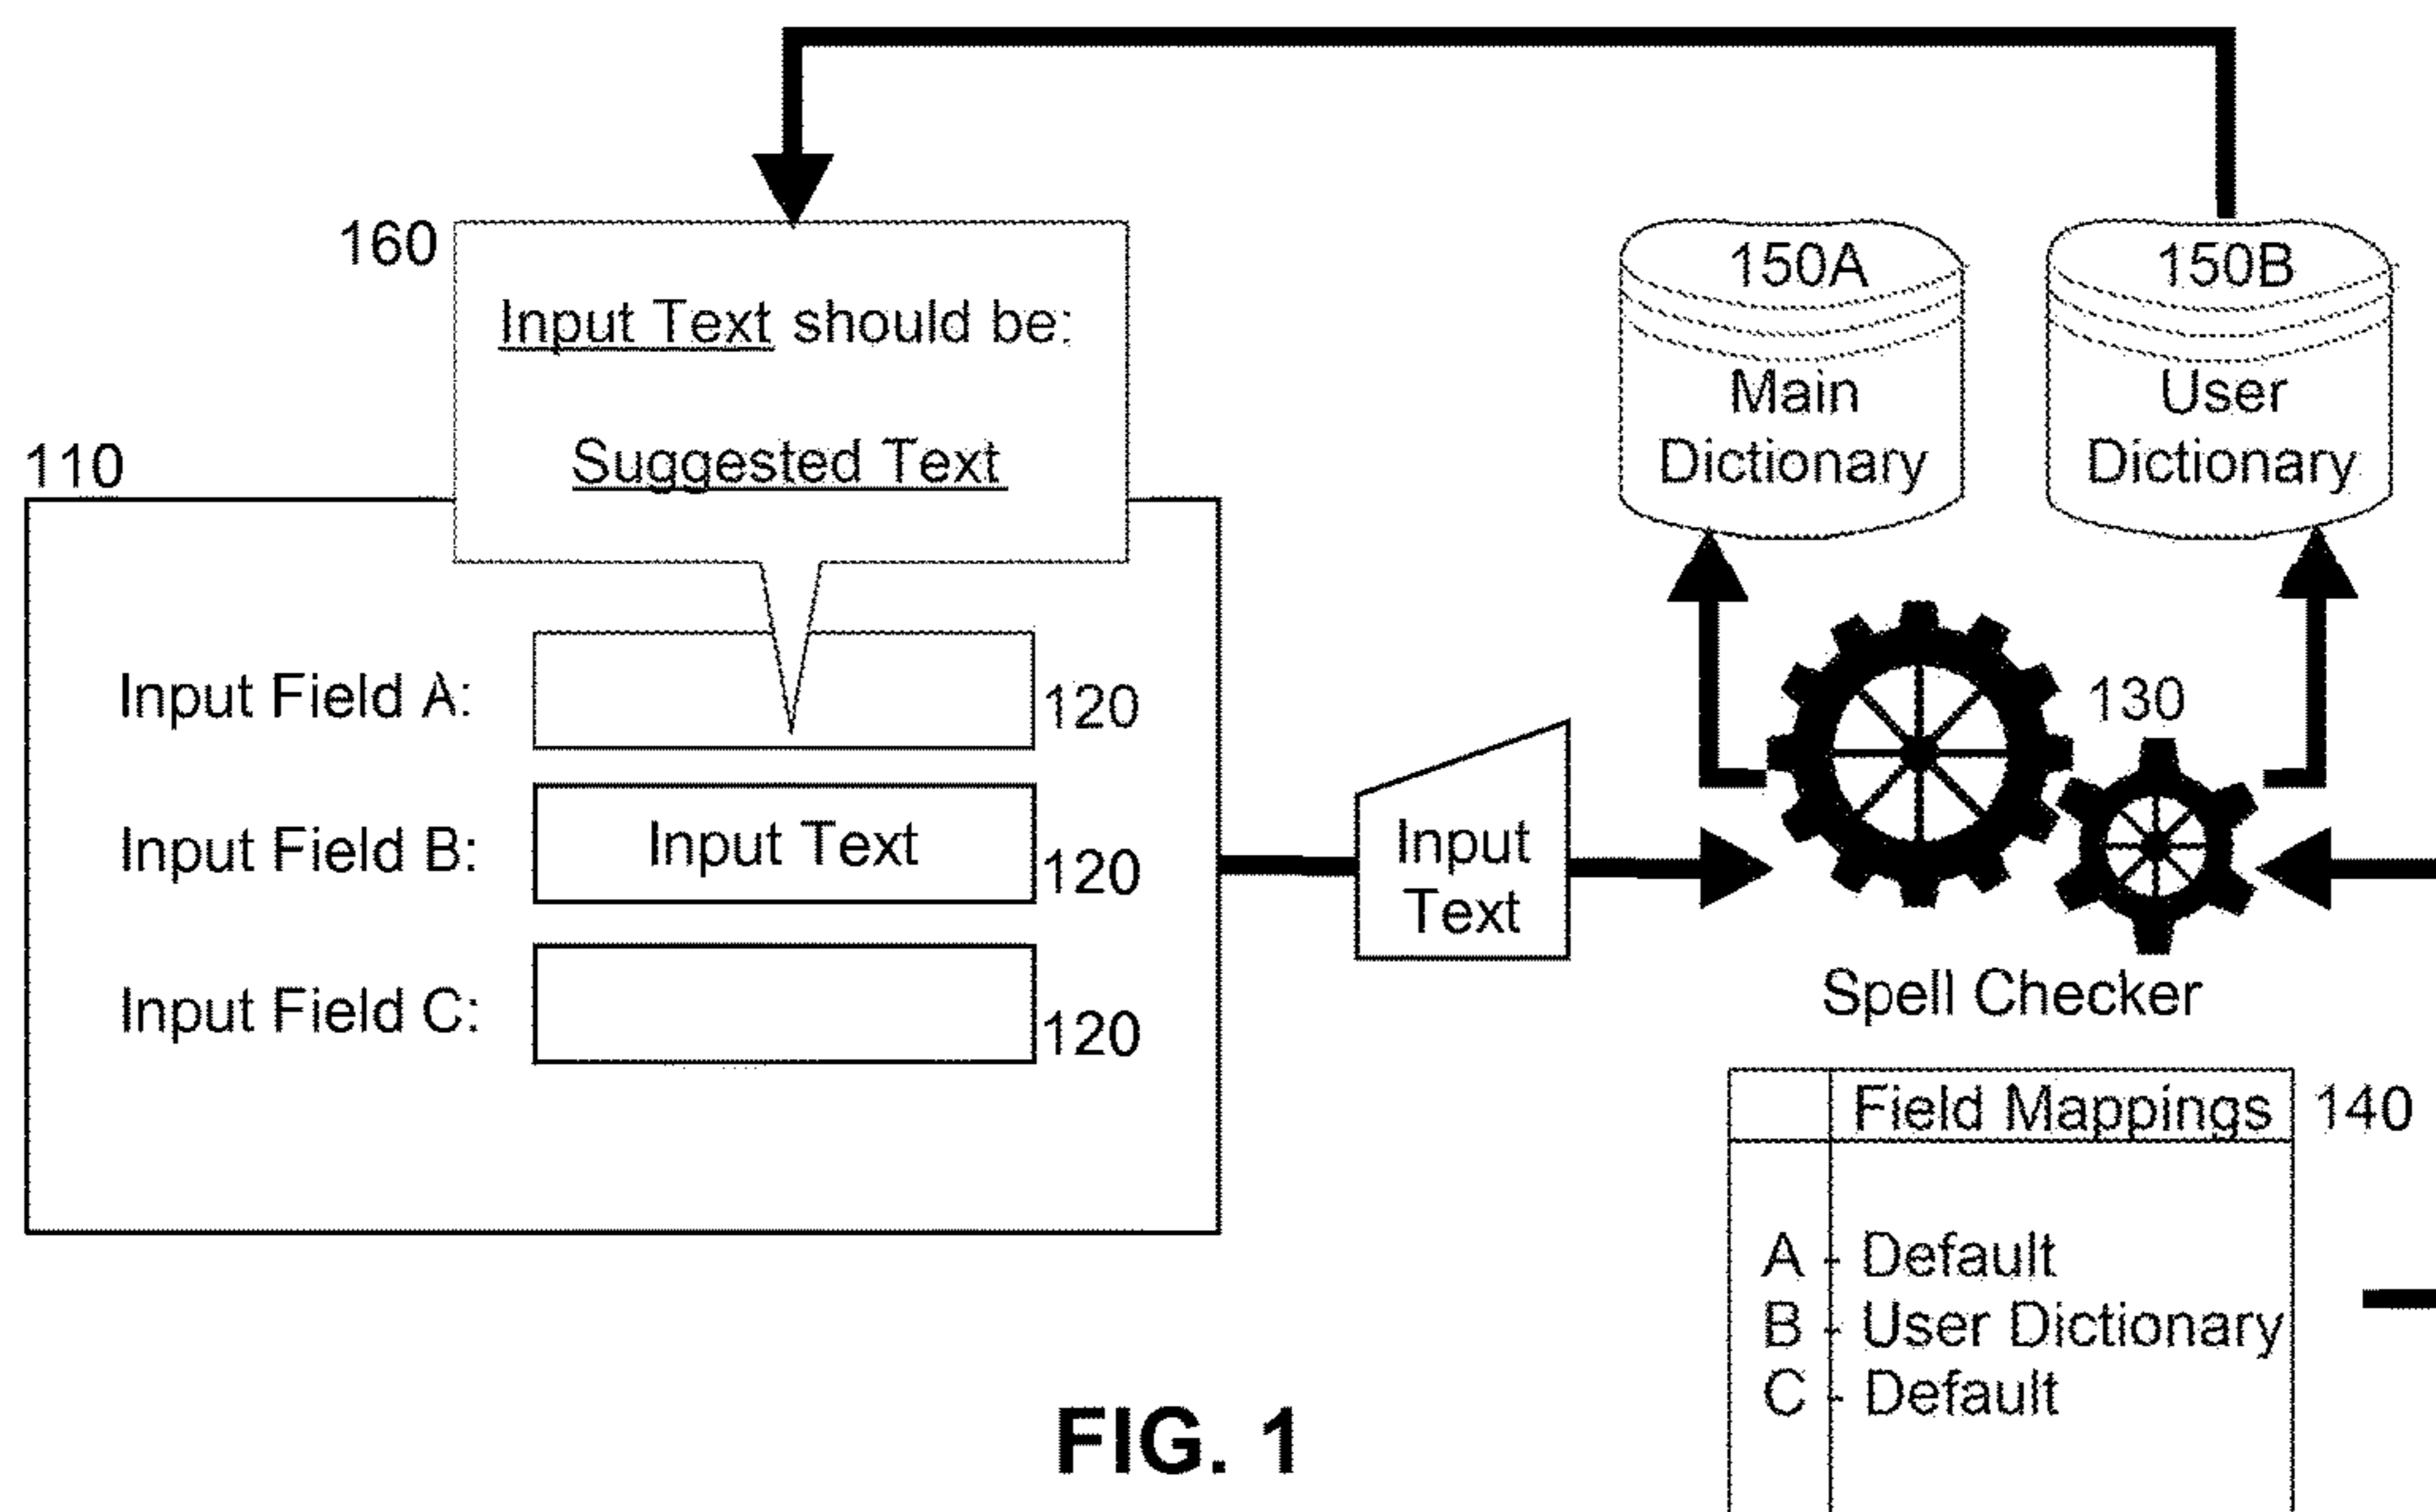 160
Input Text should be:
Suggested Text
150A
Main
Dictionary
150B
User
Dictionary
110
Input Field A:
120
Input Field B:
Input Text
120
Input Field C:
120
Input
Text
130
Spell Checker
Field Mappings
140
A - Default
B - User Dictionary
C - Default
FIG. 1